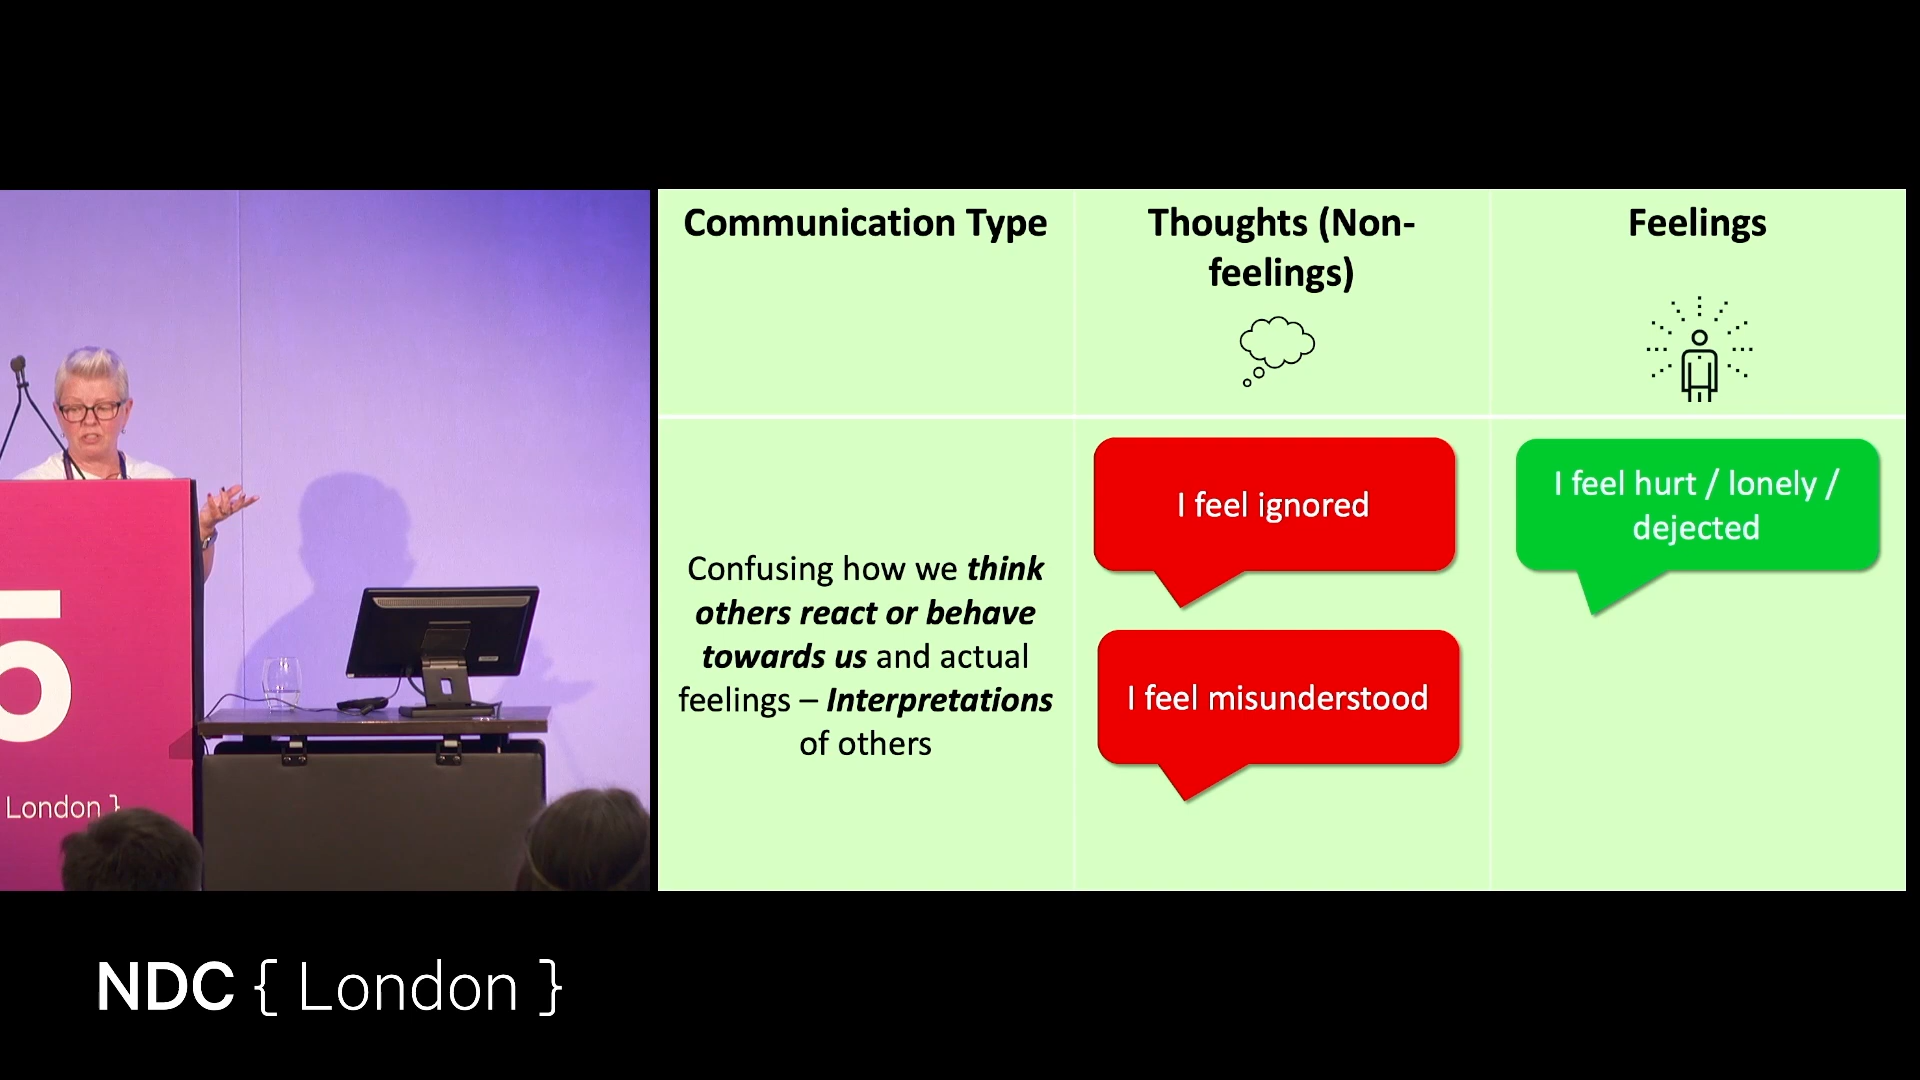 Communication Type
Thoughts (Non-
feelings)
Feelings
Confusing how we think
others react or behave
towards us and actual
feelings – Interpretations
of others
I feel ignored
I feel misunderstood
I feel hurt / lonely /
dejected
5
London }
NDC { London }